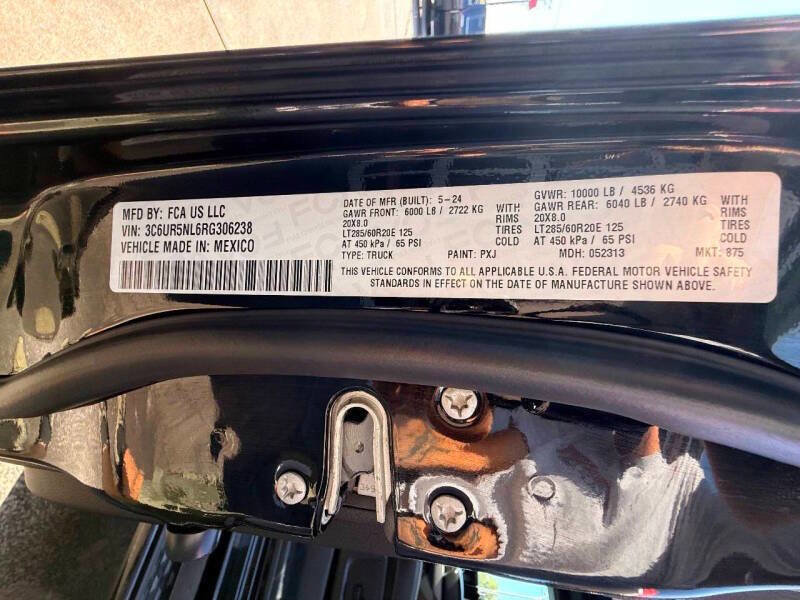 MFD BY: FCA US LLC
VIN: 3C6UR5NL6RG306238
VEHICLE MADE IN: MEXICO
DATE OF MFR (BUILT): 5-24
GAWR FRONT: 6000 LB / 2722 KG WITH
20X8.0 RIMS
LT285/60R20E 125 TIRES
AT 450 kPa / 65 PSI COLD
TYPE: TRUCK PAINT: PXJ
GVWR: 10000 LB / 4536 KG
GAWR REAR: 6040 LB / 2740 KG WITH
20X8.0 RIMS
LT285/60R20E 125 TIRES
AT 450 kPa / 65 PSI COLD
MDH: 052313 MKT: 875
THIS VEHICLE CONFORMS TO ALL APPLICABLE U.S.A. FEDERAL MOTOR VEHICLE SAFETY
STANDARDS IN EFFECT ON THE DATE OF MANUFACTURE SHOWN ABOVE.